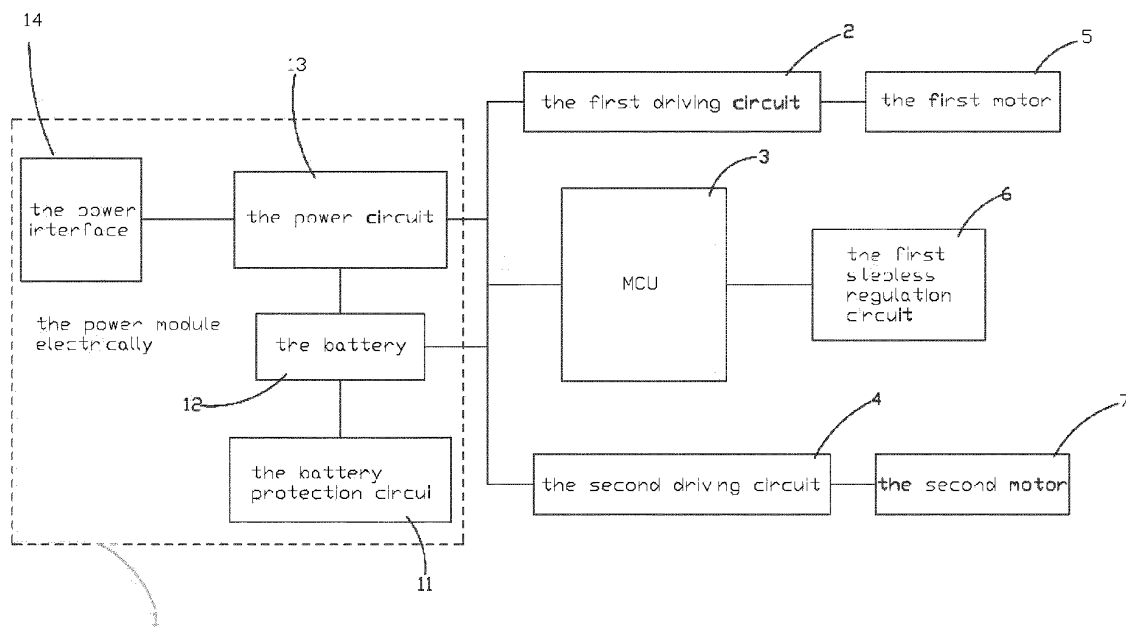 14
13
2
5
the first driving circuit
the first motor
3
6
the power
interface
the power circuit
MCU
the first
stepless
regulation
circuit
the power module
electrically
the battery
12
4
7
the battery
protection circui
the second driving circuit
the second motor
11